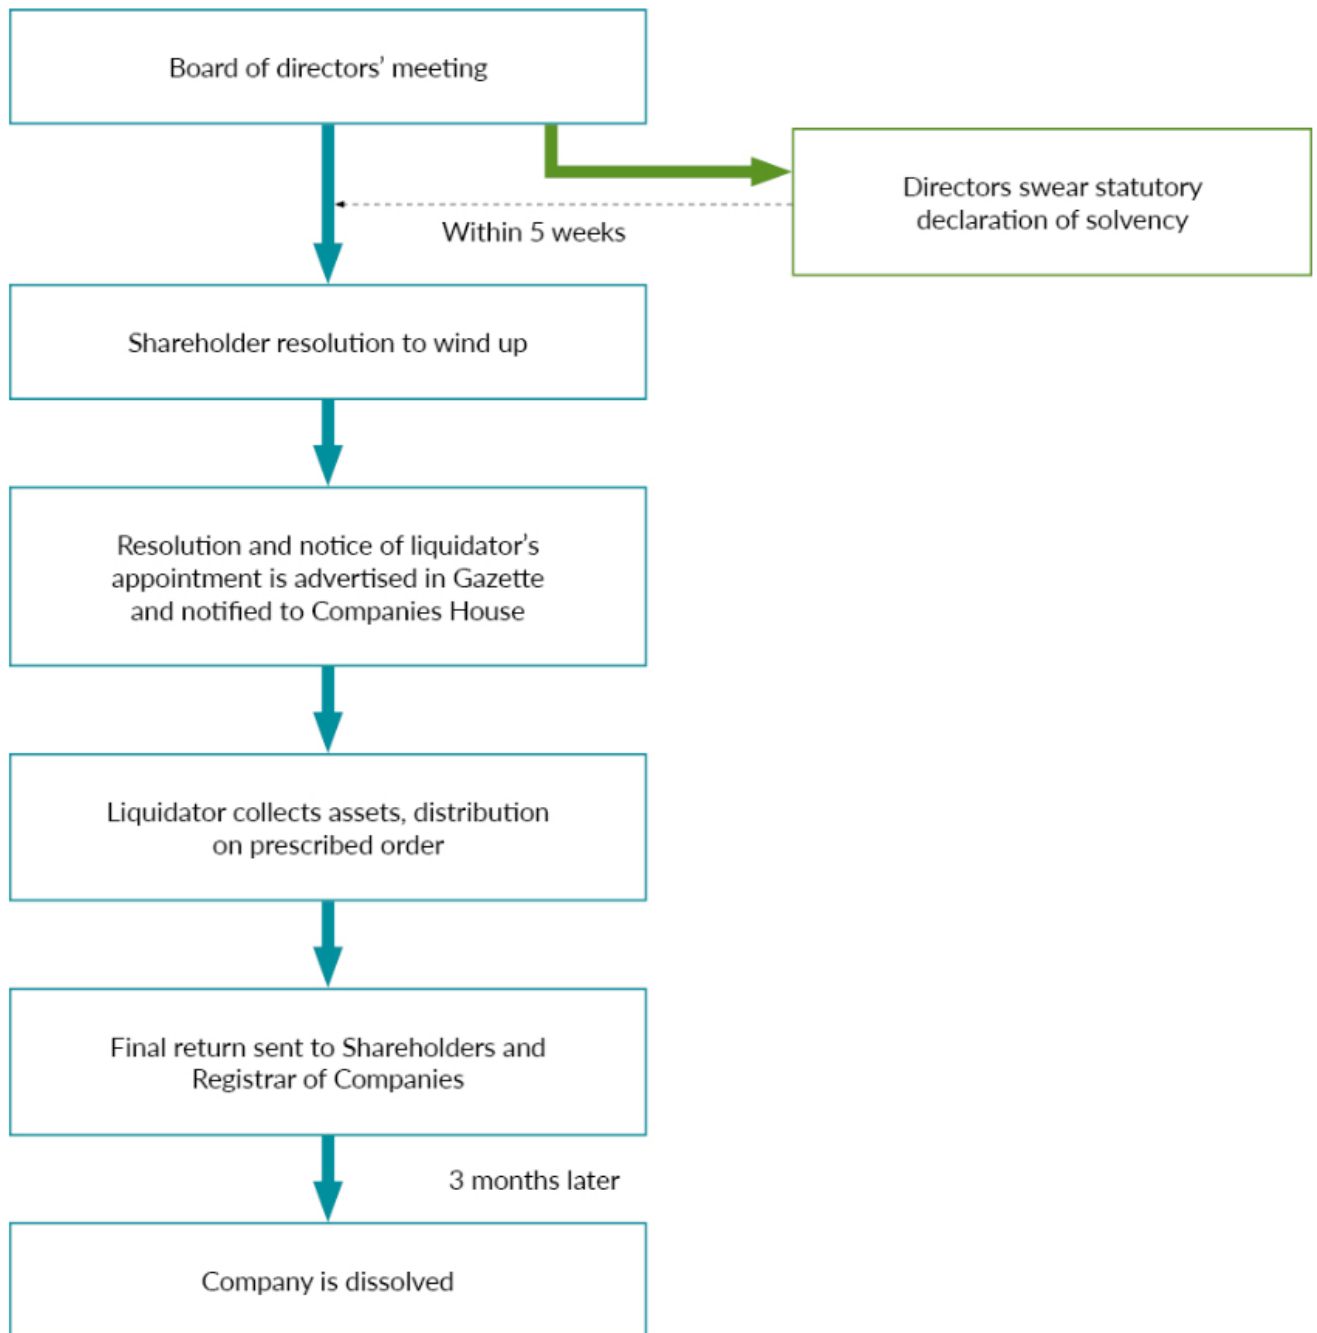 Board of directors’ meeting
Directors swear statutory
declaration of solvency
Within 5 weeks
Shareholder resolution to wind up
Resolution and notice of liquidator’s
appointment is advertised in Gazette
and notified to Companies House
Liquidator collects assets, distribution
on prescribed order
Final return sent to Shareholders and
Registrar of Companies
3 months later
Company is dissolved